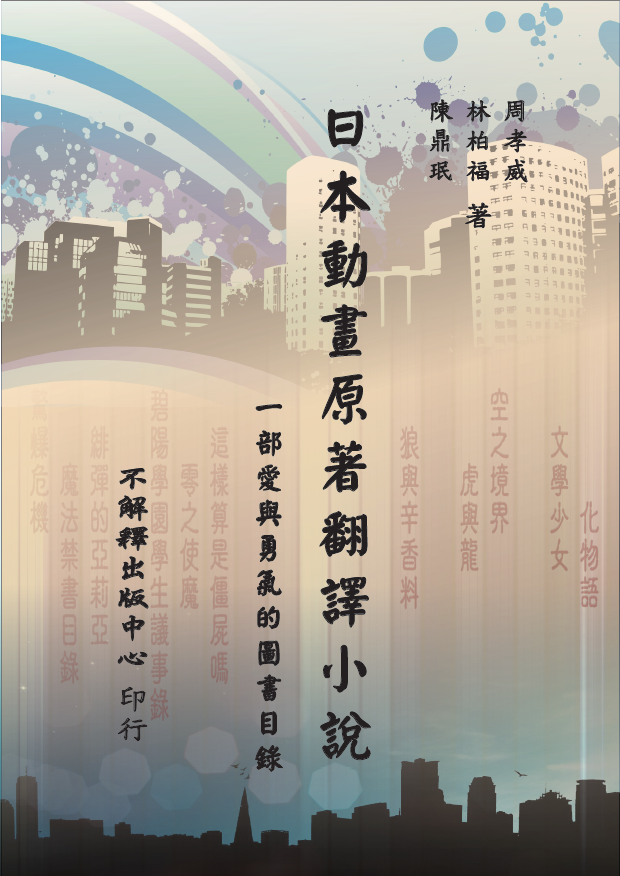 周孝威
林柏福 著
陳鼎珉
日本動畫原著翻譯小說
一部愛與勇氣的圖書目錄
不解釋出版中心 印行
化物語
文學少女
空之境界
虎與龍
狼與辛香料
這樣算是僵屍嗎
零之使魔
碧陽學園學生議事錄
緋彈的亞莉亞
魔法禁書目錄
媒危機